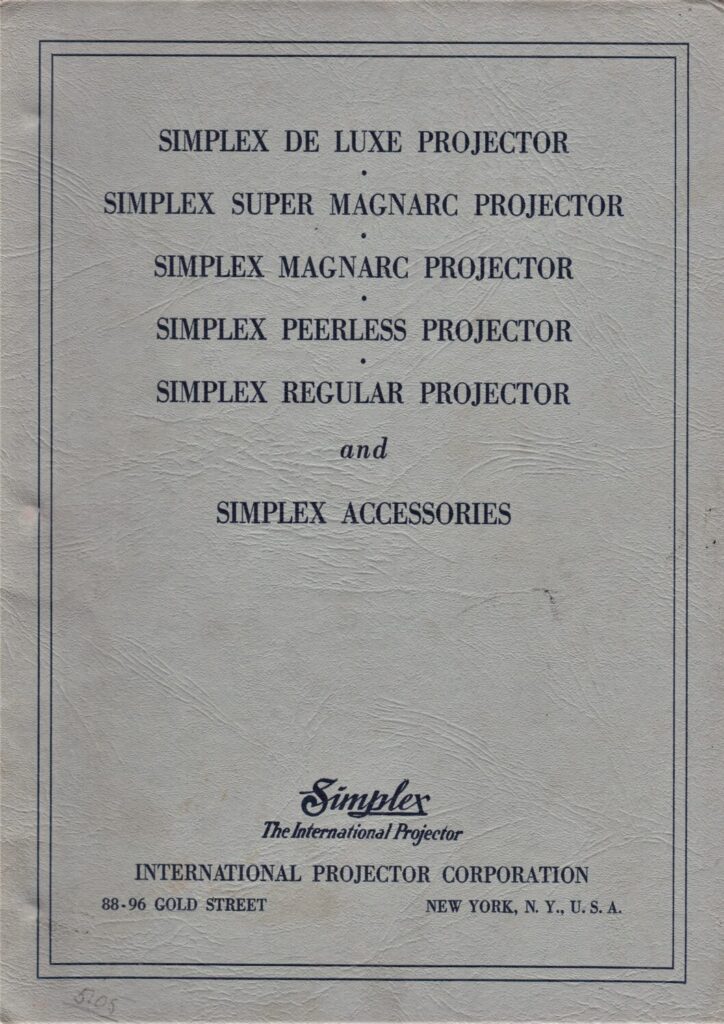 SIMPLEX DE LUXE PROJECTOR
•
SIMPLEX SUPER MAGNARC PROJECTOR
•
SIMPLEX MAGNARC PROJECTOR
•
SIMPLEX PEERLESS PROJECTOR
•
SIMPLEX REGULAR PROJECTOR
and
SIMPLEX ACCESSORIES
Simplex
The International Projector
INTERNATIONAL PROJECTOR CORPORATION
88-96 GOLD STREET NEW YORK, N. Y., U. S. A.